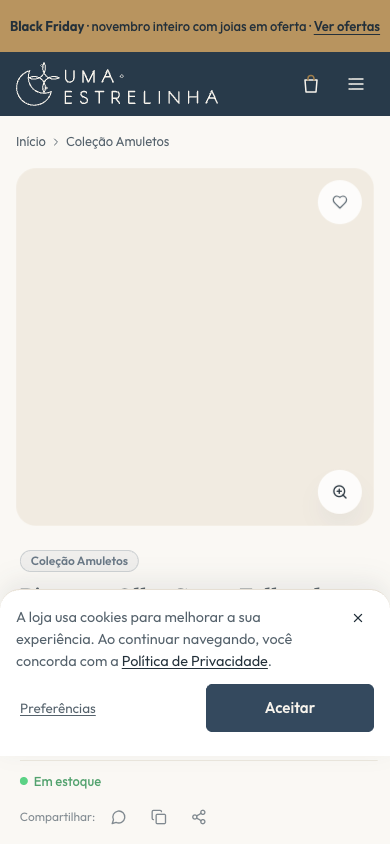 Black Friday · novembro inteiro com joias em oferta · Ver ofertas
UMA
ESTRELINHA
Início > Coleção Amuletos
Coleção Amuletos
A loja usa cookies para melhorar a sua
experiência. Ao continuar navegando, você
concorda com a Política de Privacidade.
Preferências
Aceitar
Em estoque
Compartilhar: